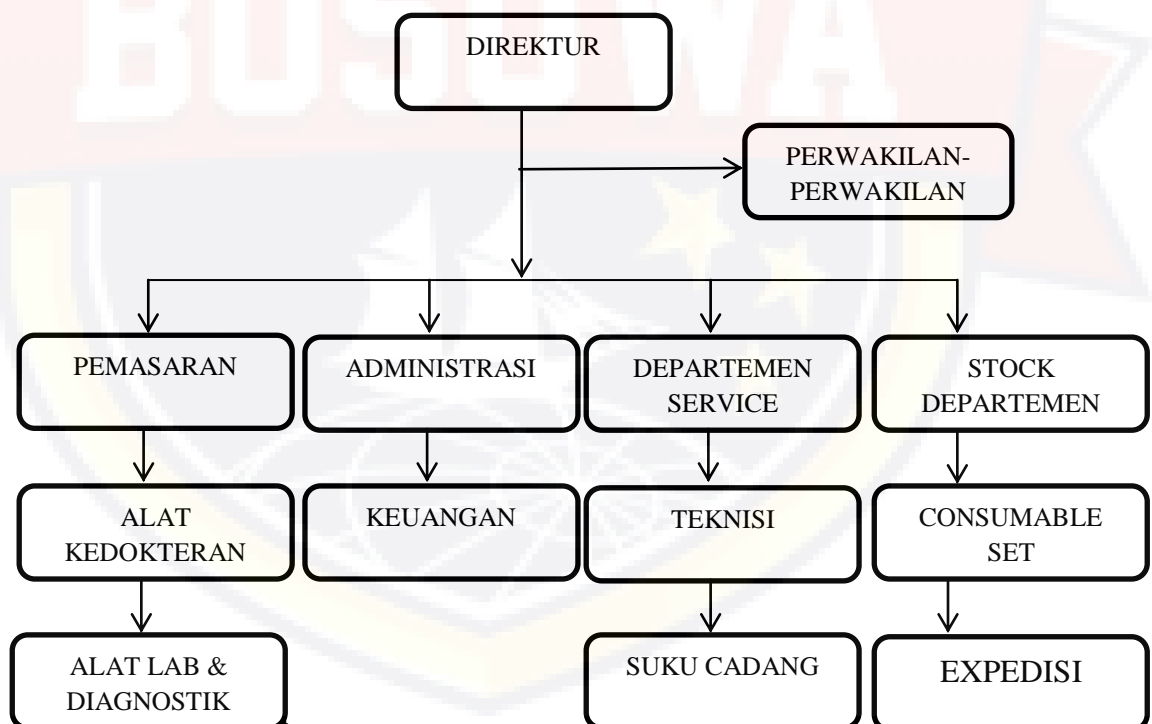 BOSOWA
DIREKTUR
PERWAKILAN-
PERWAKILAN
PEMASARAN
ADMINISTRASI
DEPARTEMEN
SERVICE
STOCK
DEPARTEMEN
ALAT
KEDOKTERAN
KEUANGAN
TEKNISI
CONSUMABLE
SET
ALAT LAB &
DIAGNOSTIK
SUKU CADANG
EXPEDISI